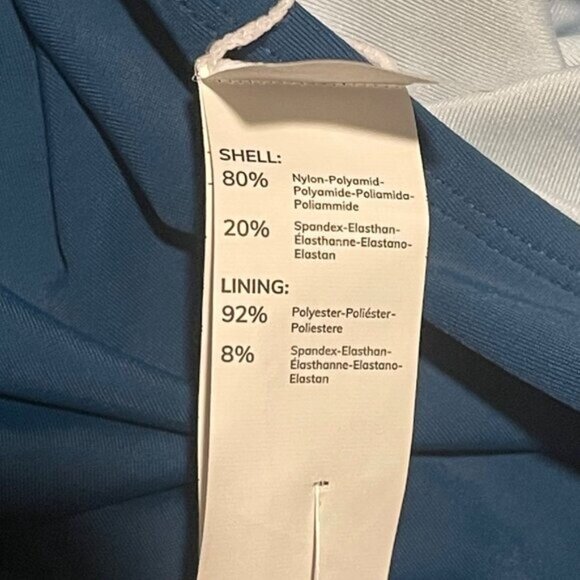 SHELL:
80% Nylon-Polyamid-
Polyamide-Poliamida-
Poliammide
20% Spandex-Elasthan-
Élasthanne-Elastano-
Elastan
LINING:
92% Polyester-Poliéster-
Poliestere
8% Spandex-Elasthan-
Élasthanne-Elastano-
Elastan